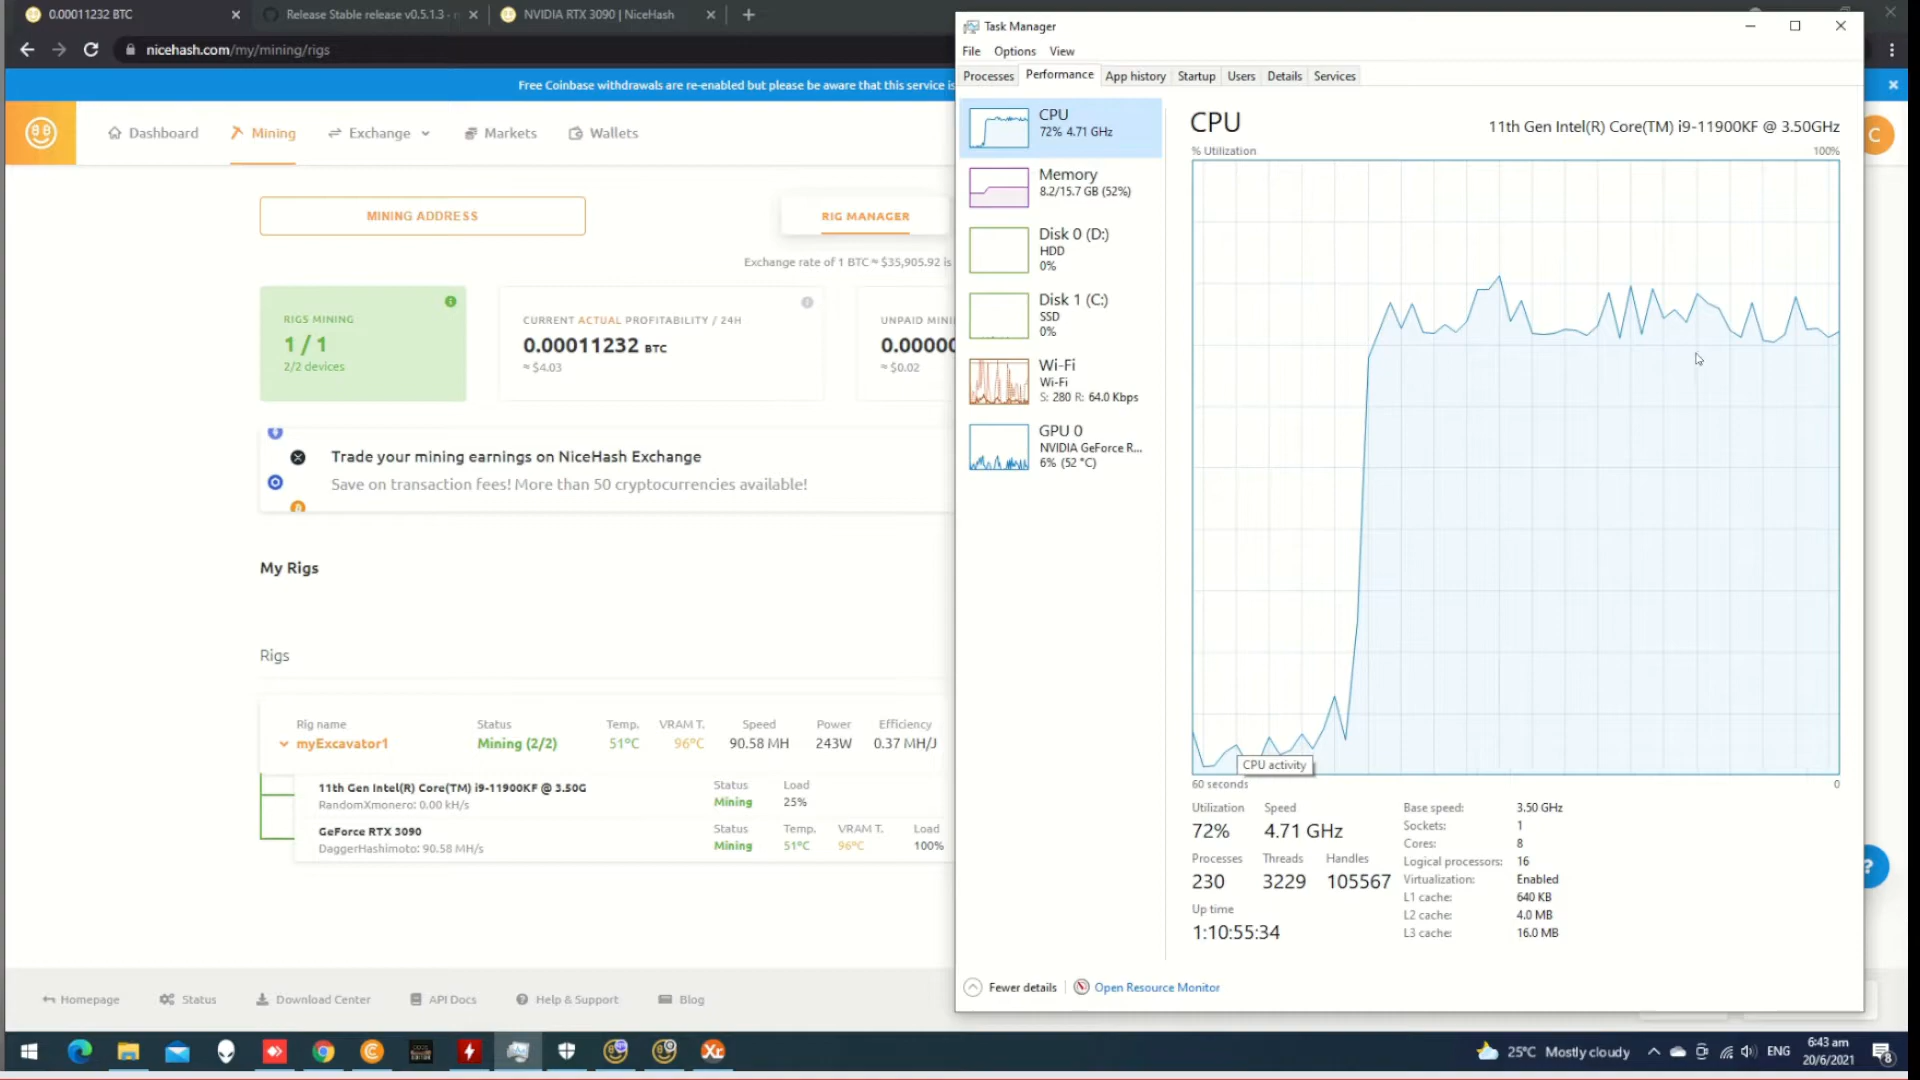 0.00011232 BTC
Release Stable release v0.5.1.3 -
NVIDIA RTX 3090 | NiceHash
nicehash.com/my/mining/rigs
Free Coinbase withdrawals are re-enabled but please be aware that this service is
Dashboard
Mining
Exchange
Markets
Wallets
C
MINING ADDRESS
RIG MANAGER
Exchange rate of 1 BTC ≈ $35,905.92 is
RIGS MINING
1 / 1
2/2 devices
CURRENT ACTUAL PROFITABILITY / 24H
0.00011232 BTC
≈ $4.03
UNPAID MINI
0.0000
≈ $0.02
Trade your mining earnings on NiceHash Exchange
Save on transaction fees! More than 50 cryptocurrencies available!
My Rigs
Rigs
Rig name
Status
Temp.
VRAM T.
Speed
Power
Efficiency
myExcavator1
Mining (2/2)
51°C
96°C
90.58 MH
243W
0.37 MH/J
11th Gen Intel(R) Core(TM) i9-11900KF @ 3.50G
RandomXmonero: 0.00 kH/s
Status
Load
Mining
25%
GeForce RTX 3090
DaggerHashimoto: 90.58 MH/s
Status
Temp.
VRAM T.
Load
Mining
51°C
96°C
100%
Homepage
Status
Download Center
API Docs
Help & Support
Blog
Task Manager
File
Options
View
Processes
Performance
App history
Startup
Users
Details
Services
CPU
72% 4.71 GHz
Memory
8.2/15.7 GB (52%)
Disk 0 (D:)
HDD
0%
Disk 1 (C:)
SSD
0%
Wi-Fi
Wi-Fi
S: 280 R: 64.0 Kbps
GPU 0
NVIDIA GeForce R...
6% (52 °C)
CPU
11th Gen Intel(R) Core(TM) i9-11900KF @ 3.50GHz
% Utilization
100%
CPU activity
60 seconds
0
Utilization
Speed
72%
4.71 GHz
Processes
Threads
Handles
230
3229
105567
Up time
1:10:55:34
Base speed:
3.50 GHz
Sockets:
1
Cores:
8
Logical processors:
16
Virtualization:
Enabled
L1 cache:
640 KB
L2 cache:
4.0 MB
L3 cache:
16.0 MB
Fewer details
Open Resource Monitor
?
Xr
25°C Mostly cloudy
ENG
6:43 am
20/6/2021
8